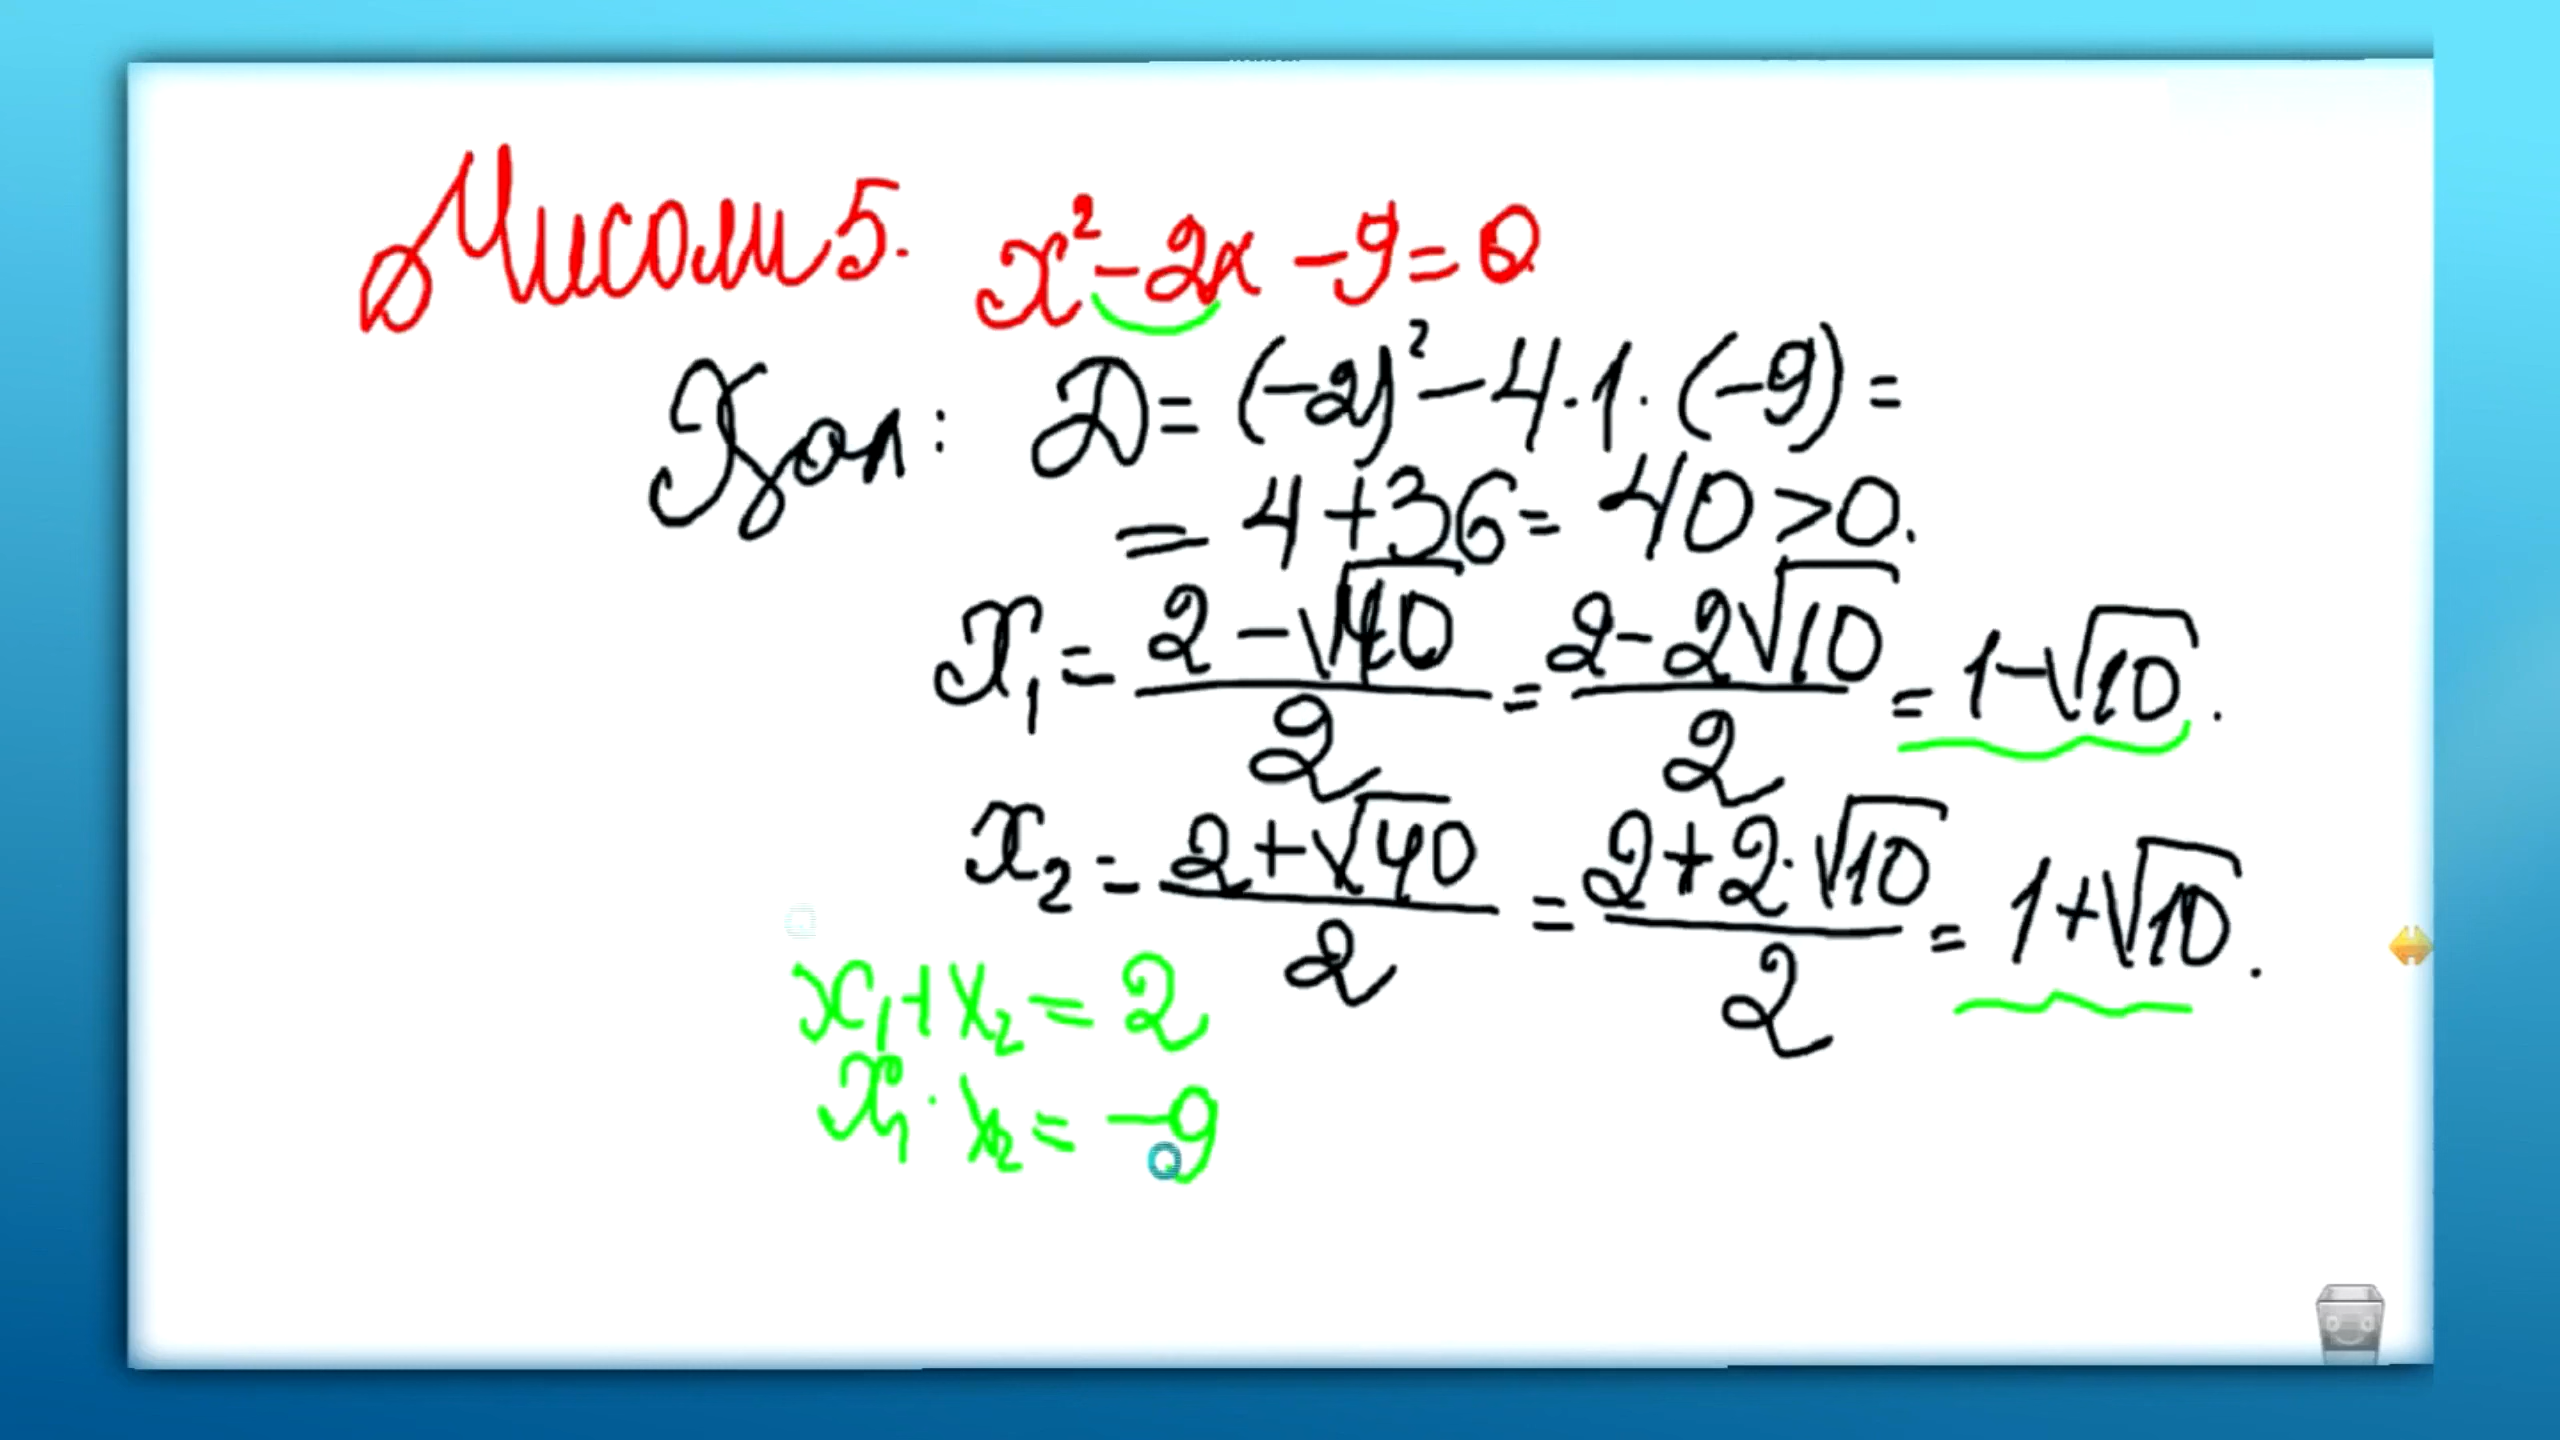 Мисоли 5. x² - 2x - 9 = 0
Ҳал: D = (-2)² - 4·1·(-9) =
= 4 + 36 = 40 > 0.
x₁ = (2 - √40)/2 = (2 - 2√10)/2 = 1 - √10.
x₂ = (2 + √40)/2 = (2 + 2·√10)/2 = 1 + √10.
x₁ + x₂ = 2
x₁ · x₂ = -9